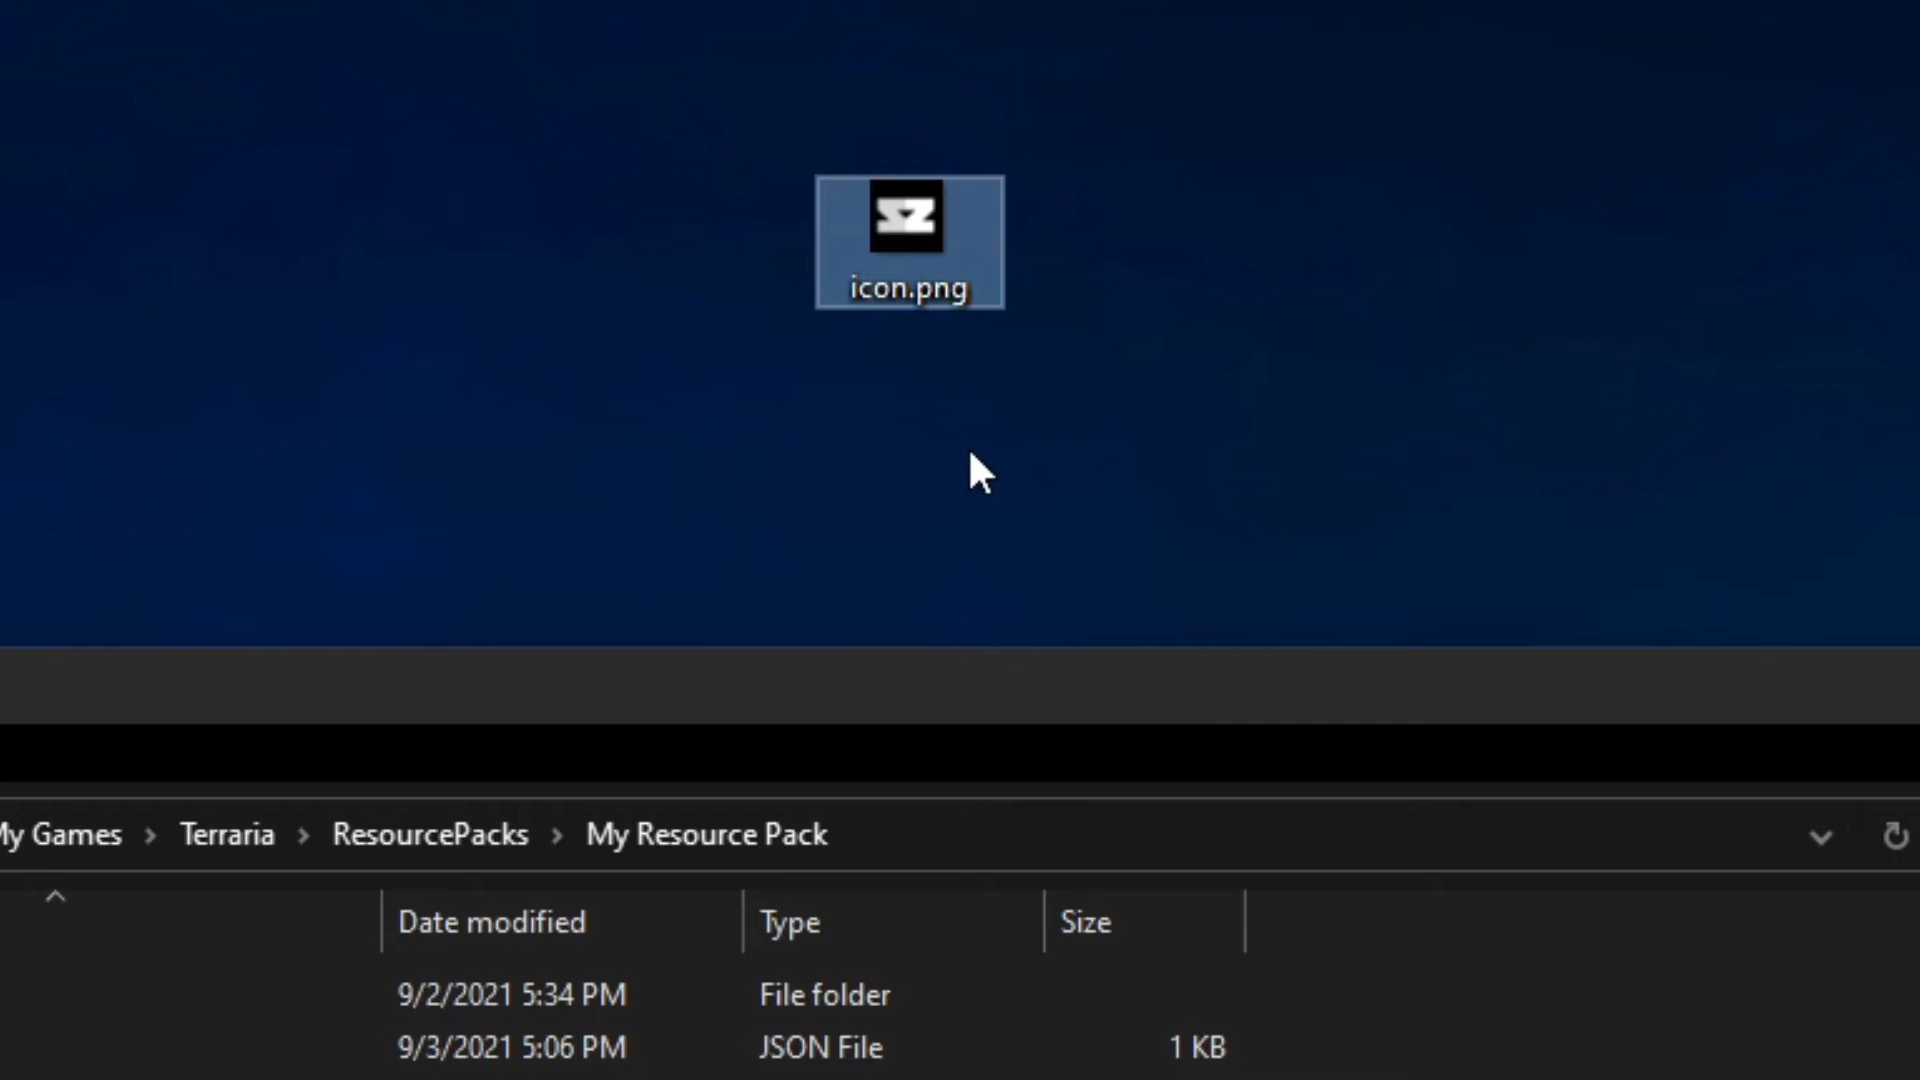 icon.png
My Games > Terraria > ResourcePacks > My Resource Pack
Date modified Type Size
9/2/2021 5:34 PM File folder
9/3/2021 5:06 PM JSON File 1 KB